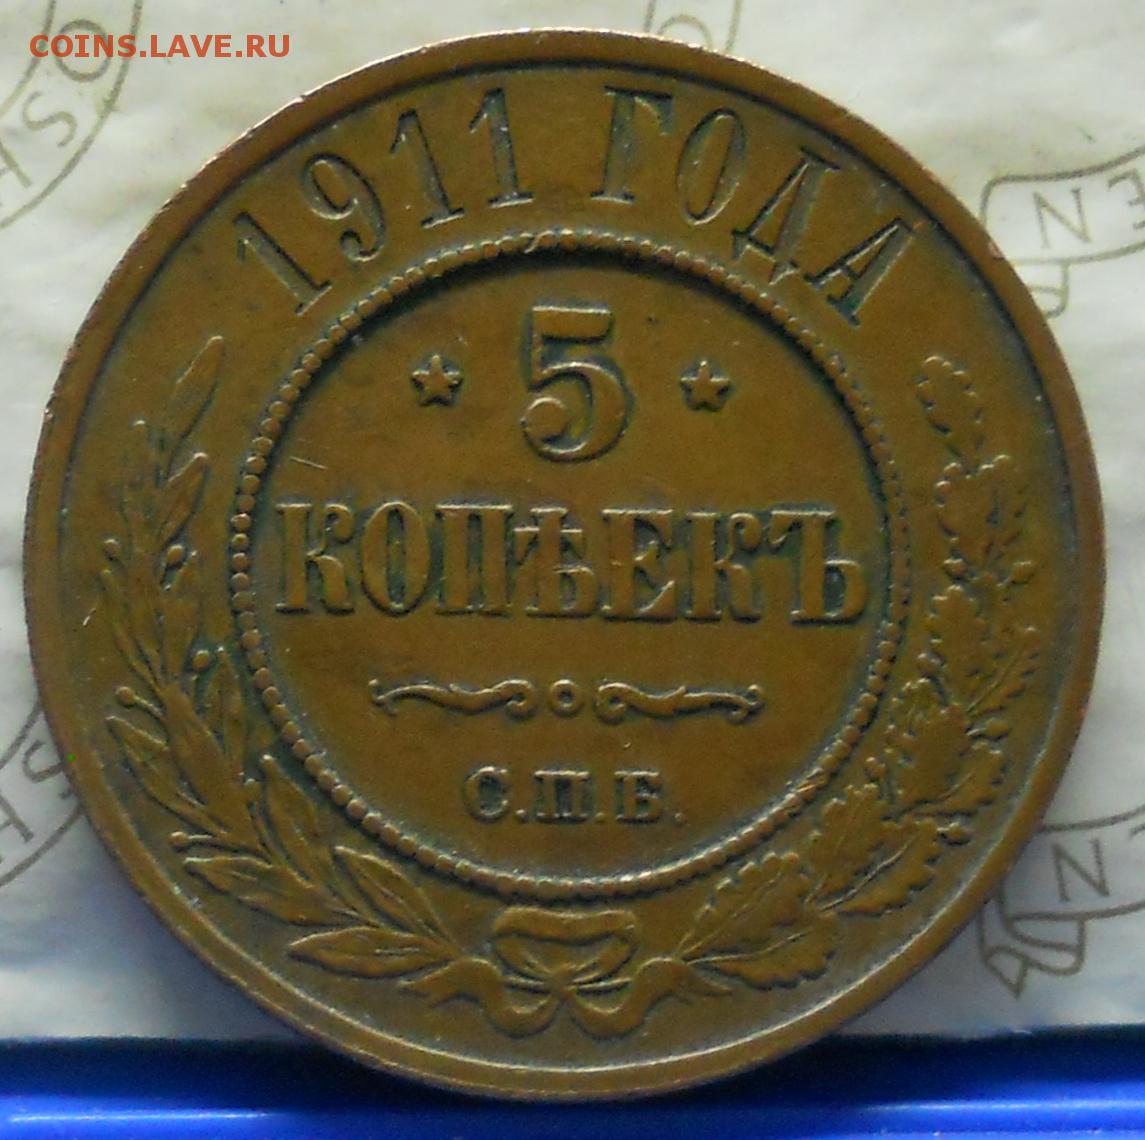 COINS.LAVE.RU
1911 ГОДА
5
КОПѢЕКЪ
С.П.Б.